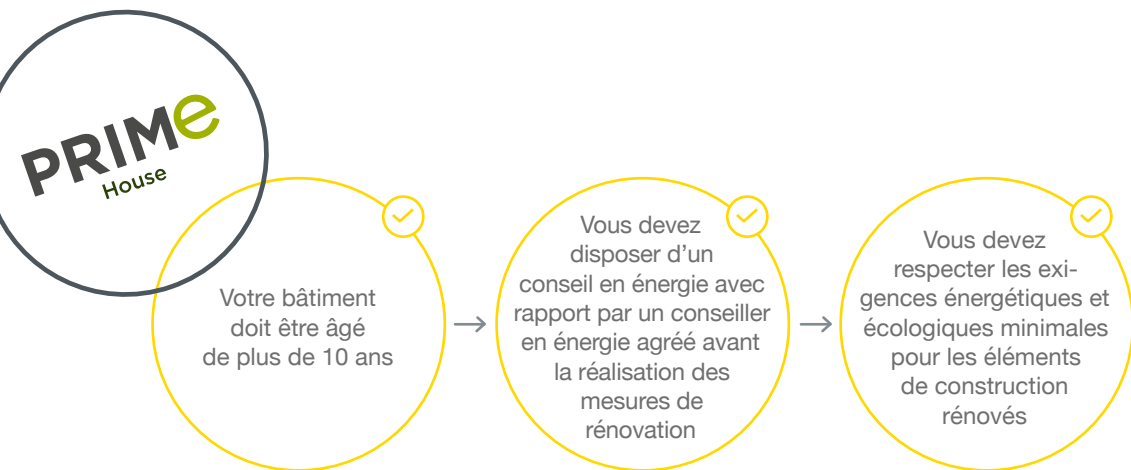 PRIMe
House
Votre bâtiment
doit être âgé
de plus de 10 ans
Vous devez
disposer d’un
conseil en énergie avec
rapport par un conseiller
en énergie agréé avant
la réalisation des
mesures de
rénovation
Vous devez
respecter les exi-
gences énergétiques et
écologiques minimales
pour les éléments
de construction
rénovés